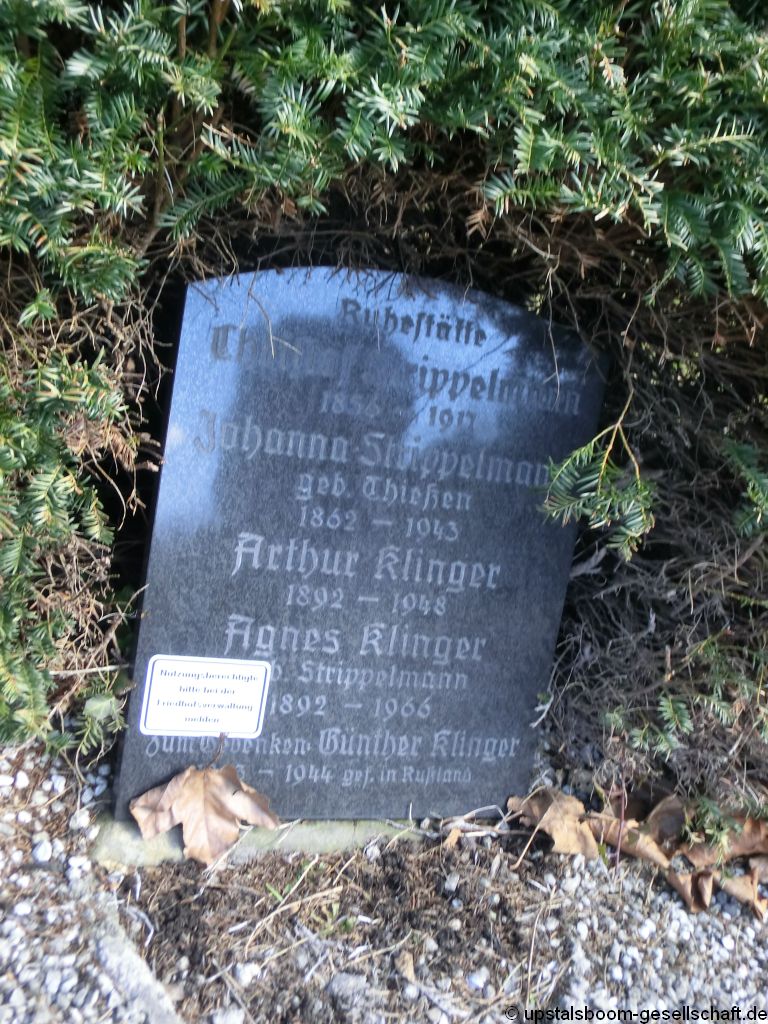 Ruhestätte
Strippelmann
1856 - 1917
Johanna Strippelmann
geb. Thießen
1862 - 1943
Arthur Klinger
1892 - 1948
Agnes Klinger
Strippelmann
1892 - 1966
Nutzungsberechtigte
bitte bei der
Friedhofsverwaltung
melden
Zum Gedenken Günther Klinger
- 1944 gef. in Rußland
© upstalsboom-gesellschaft.de